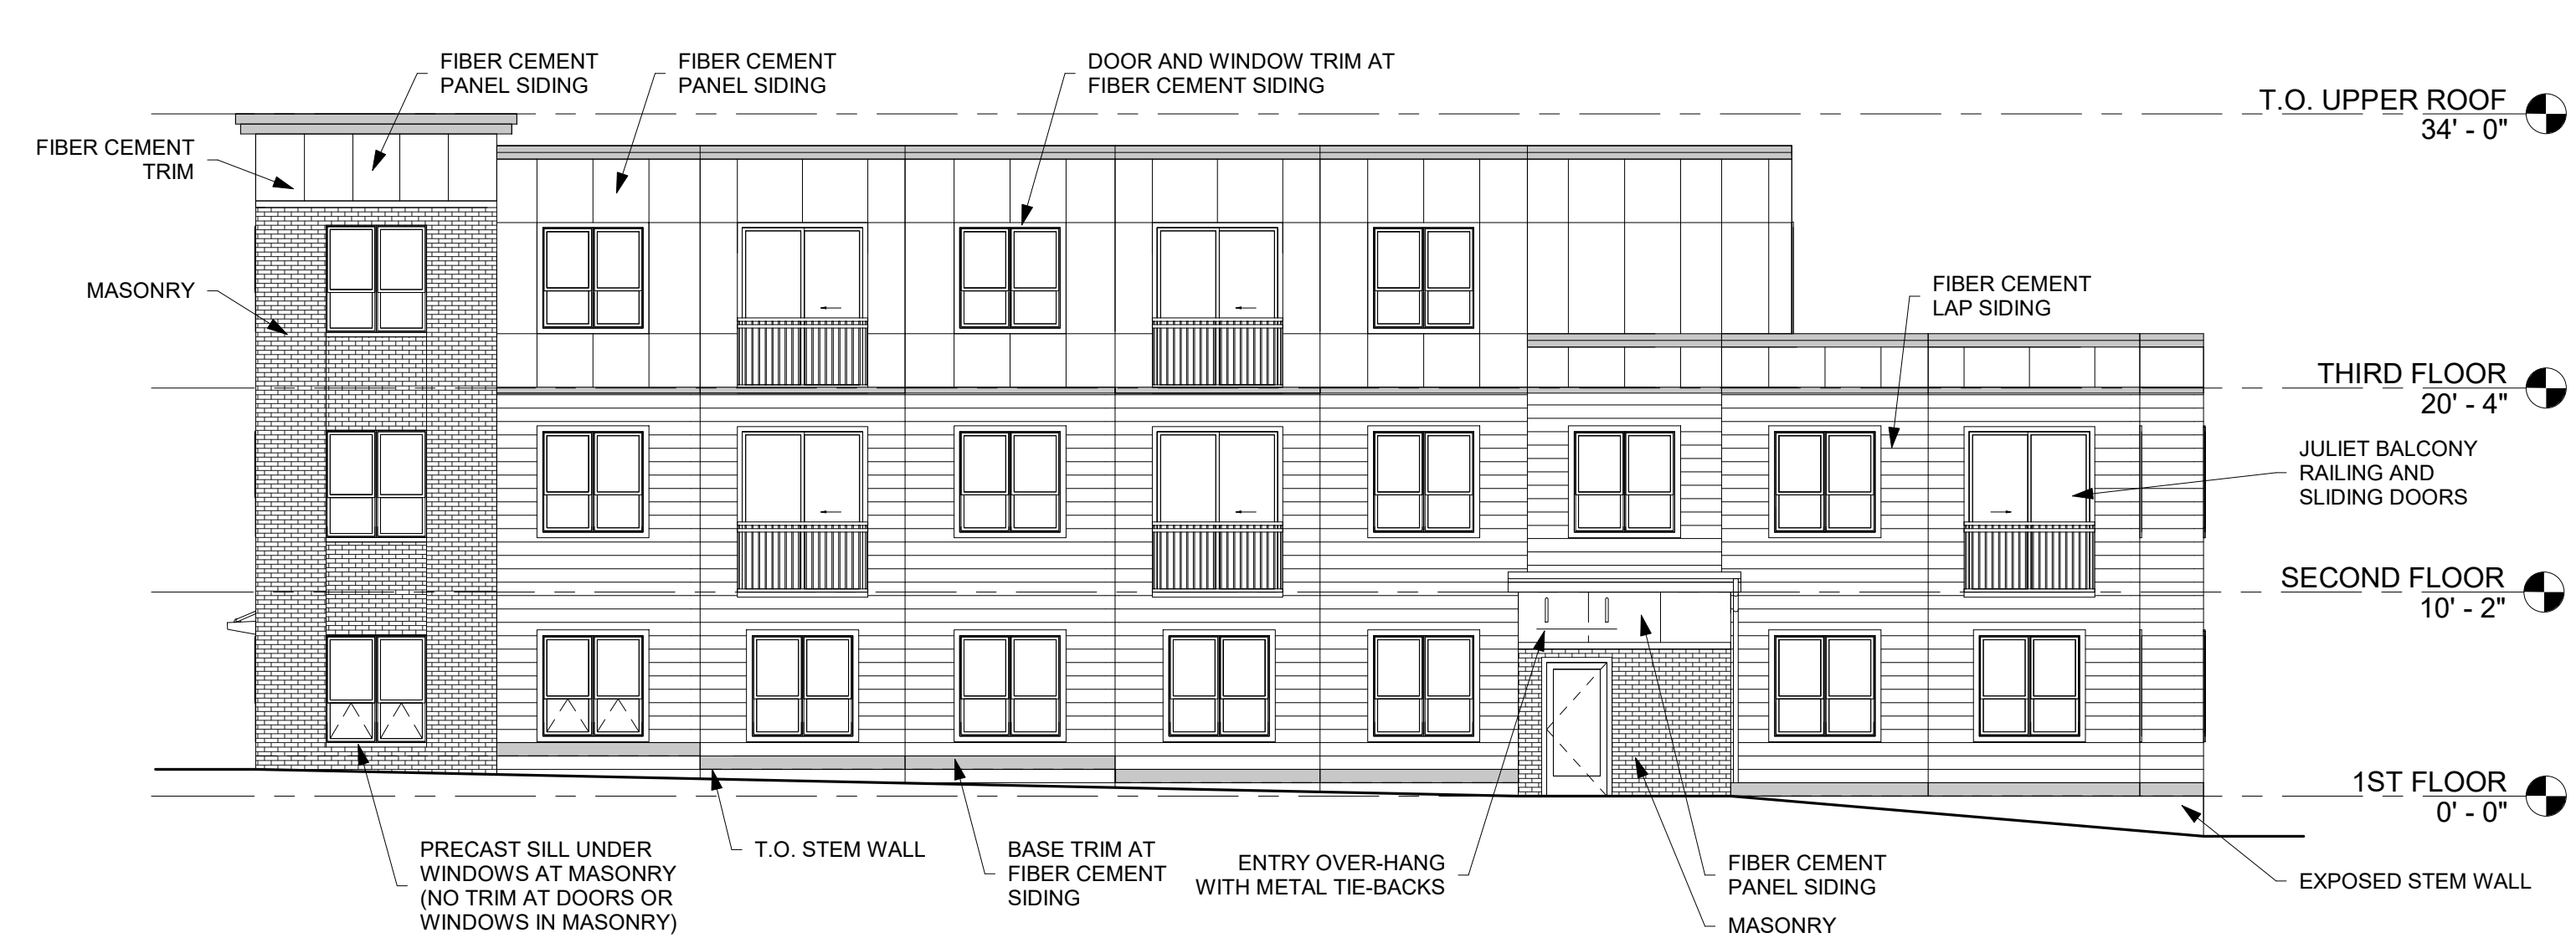 FIBER CEMENT
PANEL SIDING
FIBER CEMENT
PANEL SIDING
DOOR AND WINDOW TRIM AT
FIBER CEMENT SIDING
T.O. UPPER ROOF
34' - 0"
FIBER CEMENT
TRIM
MASONRY
FIBER CEMENT
LAP SIDING
THIRD FLOOR
20' - 4"
JULIET BALCONY
RAILING AND
SLIDING DOORS
SECOND FLOOR
10' - 2"
1ST FLOOR
0' - 0"
PRECAST SILL UNDER
WINDOWS AT MASONRY
(NO TRIM AT DOORS OR
WINDOWS IN MASONRY)
T.O. STEM WALL
BASE TRIM AT
FIBER CEMENT
SIDING
ENTRY OVER-HANG
WITH METAL TIE-BACKS
FIBER CEMENT
PANEL SIDING
MASONRY
EXPOSED STEM WALL